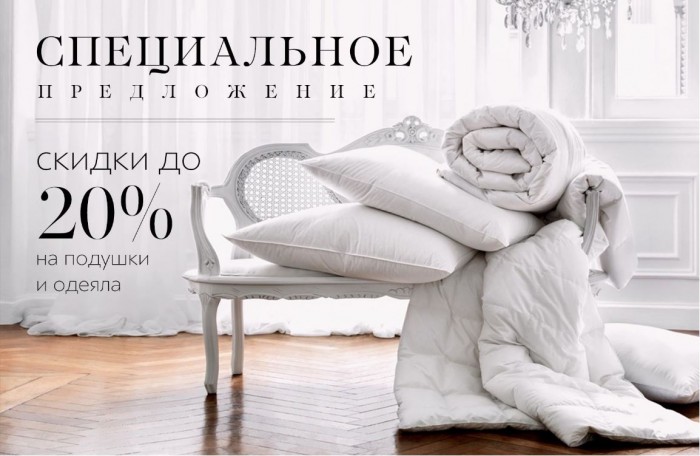 СПЕЦИАЛЬНОЕ
ПРЕДЛОЖЕНИЕ
СКИДКИ ДО
20%
на подушки
и одеяла